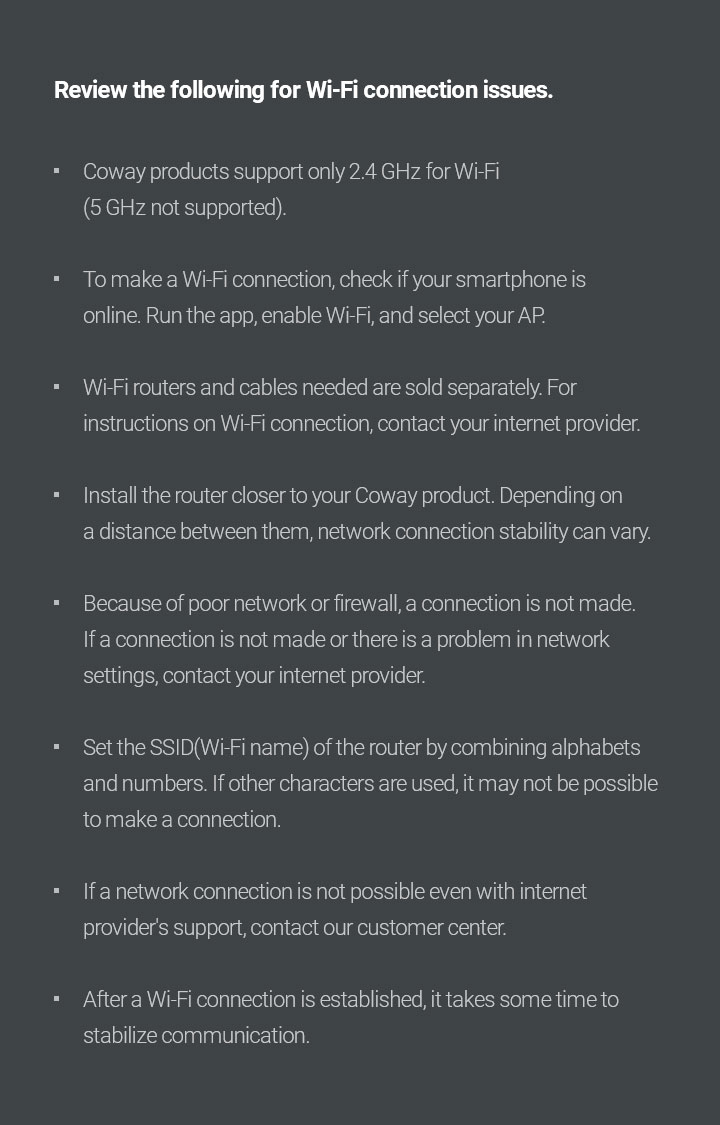 Review the following for Wi-Fi connection issues.
▪ Coway products support only 2.4 GHz for Wi-Fi
(5 GHz not supported).
▪ To make a Wi-Fi connection, check if your smartphone is
online. Run the app, enable Wi-Fi, and select your AP.
▪ Wi-Fi routers and cables needed are sold separately. For
instructions on Wi-Fi connection, contact your internet provider.
▪ Install the router closer to your Coway product. Depending on
a distance between them, network connection stability can vary.
▪ Because of poor network or firewall, a connection is not made.
If a connection is not made or there is a problem in network
settings, contact your internet provider.
▪ Set the SSID(Wi-Fi name) of the router by combining alphabets
and numbers. If other characters are used, it may not be possible
to make a connection.
▪ If a network connection is not possible even with internet
provider's support, contact our customer center.
▪ After a Wi-Fi connection is established, it takes some time to
stabilize communication.